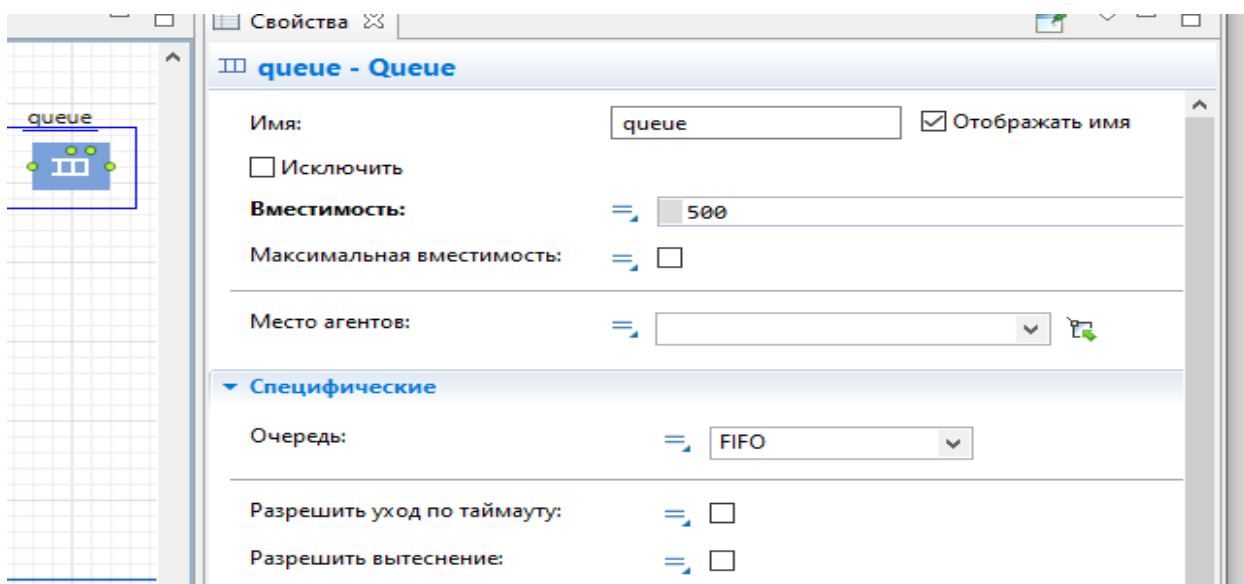 Свойства
queue - Queue
queue
Имя:
queue
Отображать имя
Исключить
Вместимость:
500
Максимальная вместимость:
Место агентов:
Специфические
Очередь:
FIFO
Разрешить уход по таймауту:
Разрешить вытеснение: